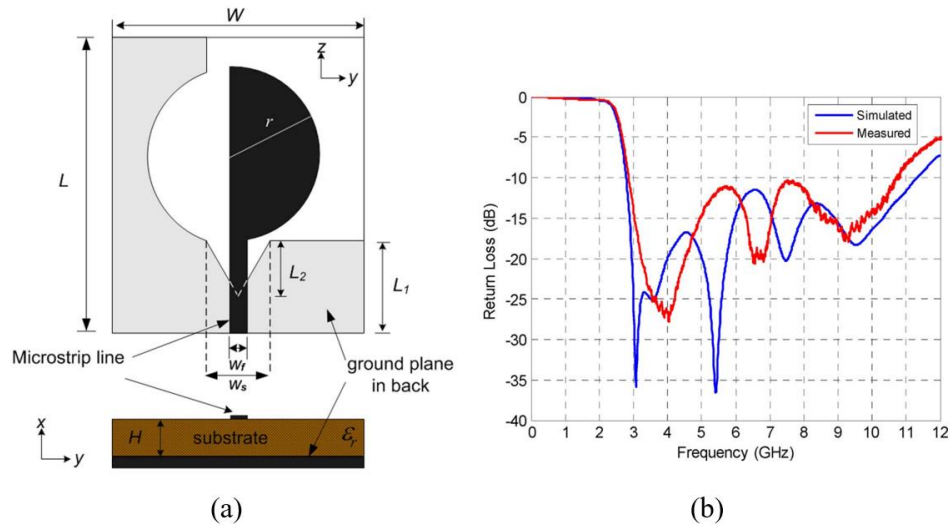 W
z
y
r
L
L2
L1
Microstrip line
wf
ws
ground plane
in back
x
y
H
substrate
εr
(a)
Simulated
Measured
Return Loss (dB)
0
-5
-10
-15
-20
-25
-30
-35
-40
0 1 2 3 4 5 6 7 8 9 10 11 12
Frequency (GHz)
(b)